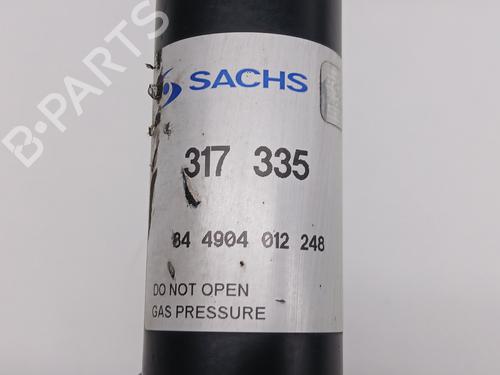 B-PARTS
SACHS
317 335
84 4904 012 248
DO NOT OPEN
GAS PRESSURE